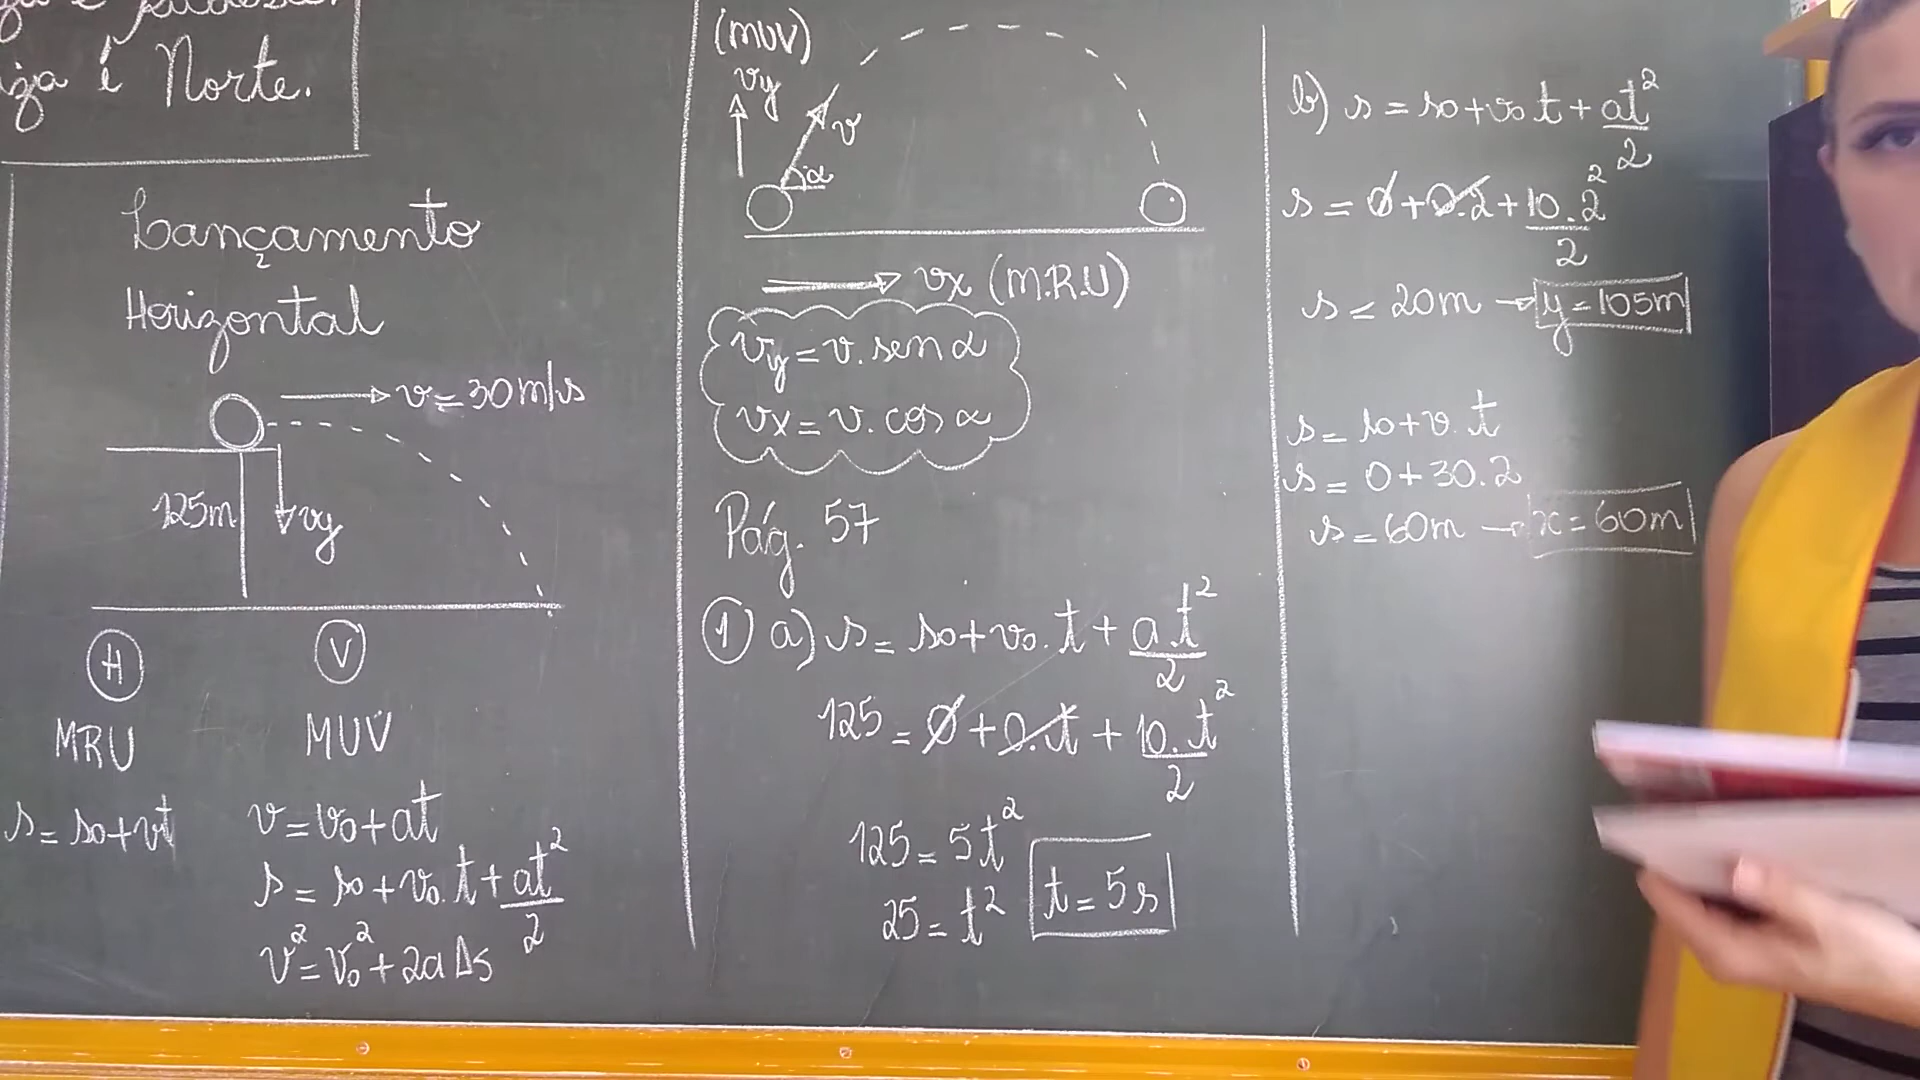 é Norte.
Lançamento
Horizontal
v = 30 m/s
125m
vy
H
V
MRU
MUV
s = so + vt
v = vo + at
s = so + vo.t + at²/2
v² = vo² + 2aΔs
(MUV)
vy
v
α
vx (M.R.U)
vy = v. sen α
vx = v. cos α
Pág. 57
1 a) s = so + vo.t + a.t²/2
125 = 0 + 0.t + 10.t²/2
125 = 5t²
25 = t²
t = 5s
b) s = so + vo t + at²/2
s = 0 + 0.2 + 10.2²/2
s = 20m → y = 105m
s = so + v.t
s = 0 + 30.2
s = 60m → x = 60m